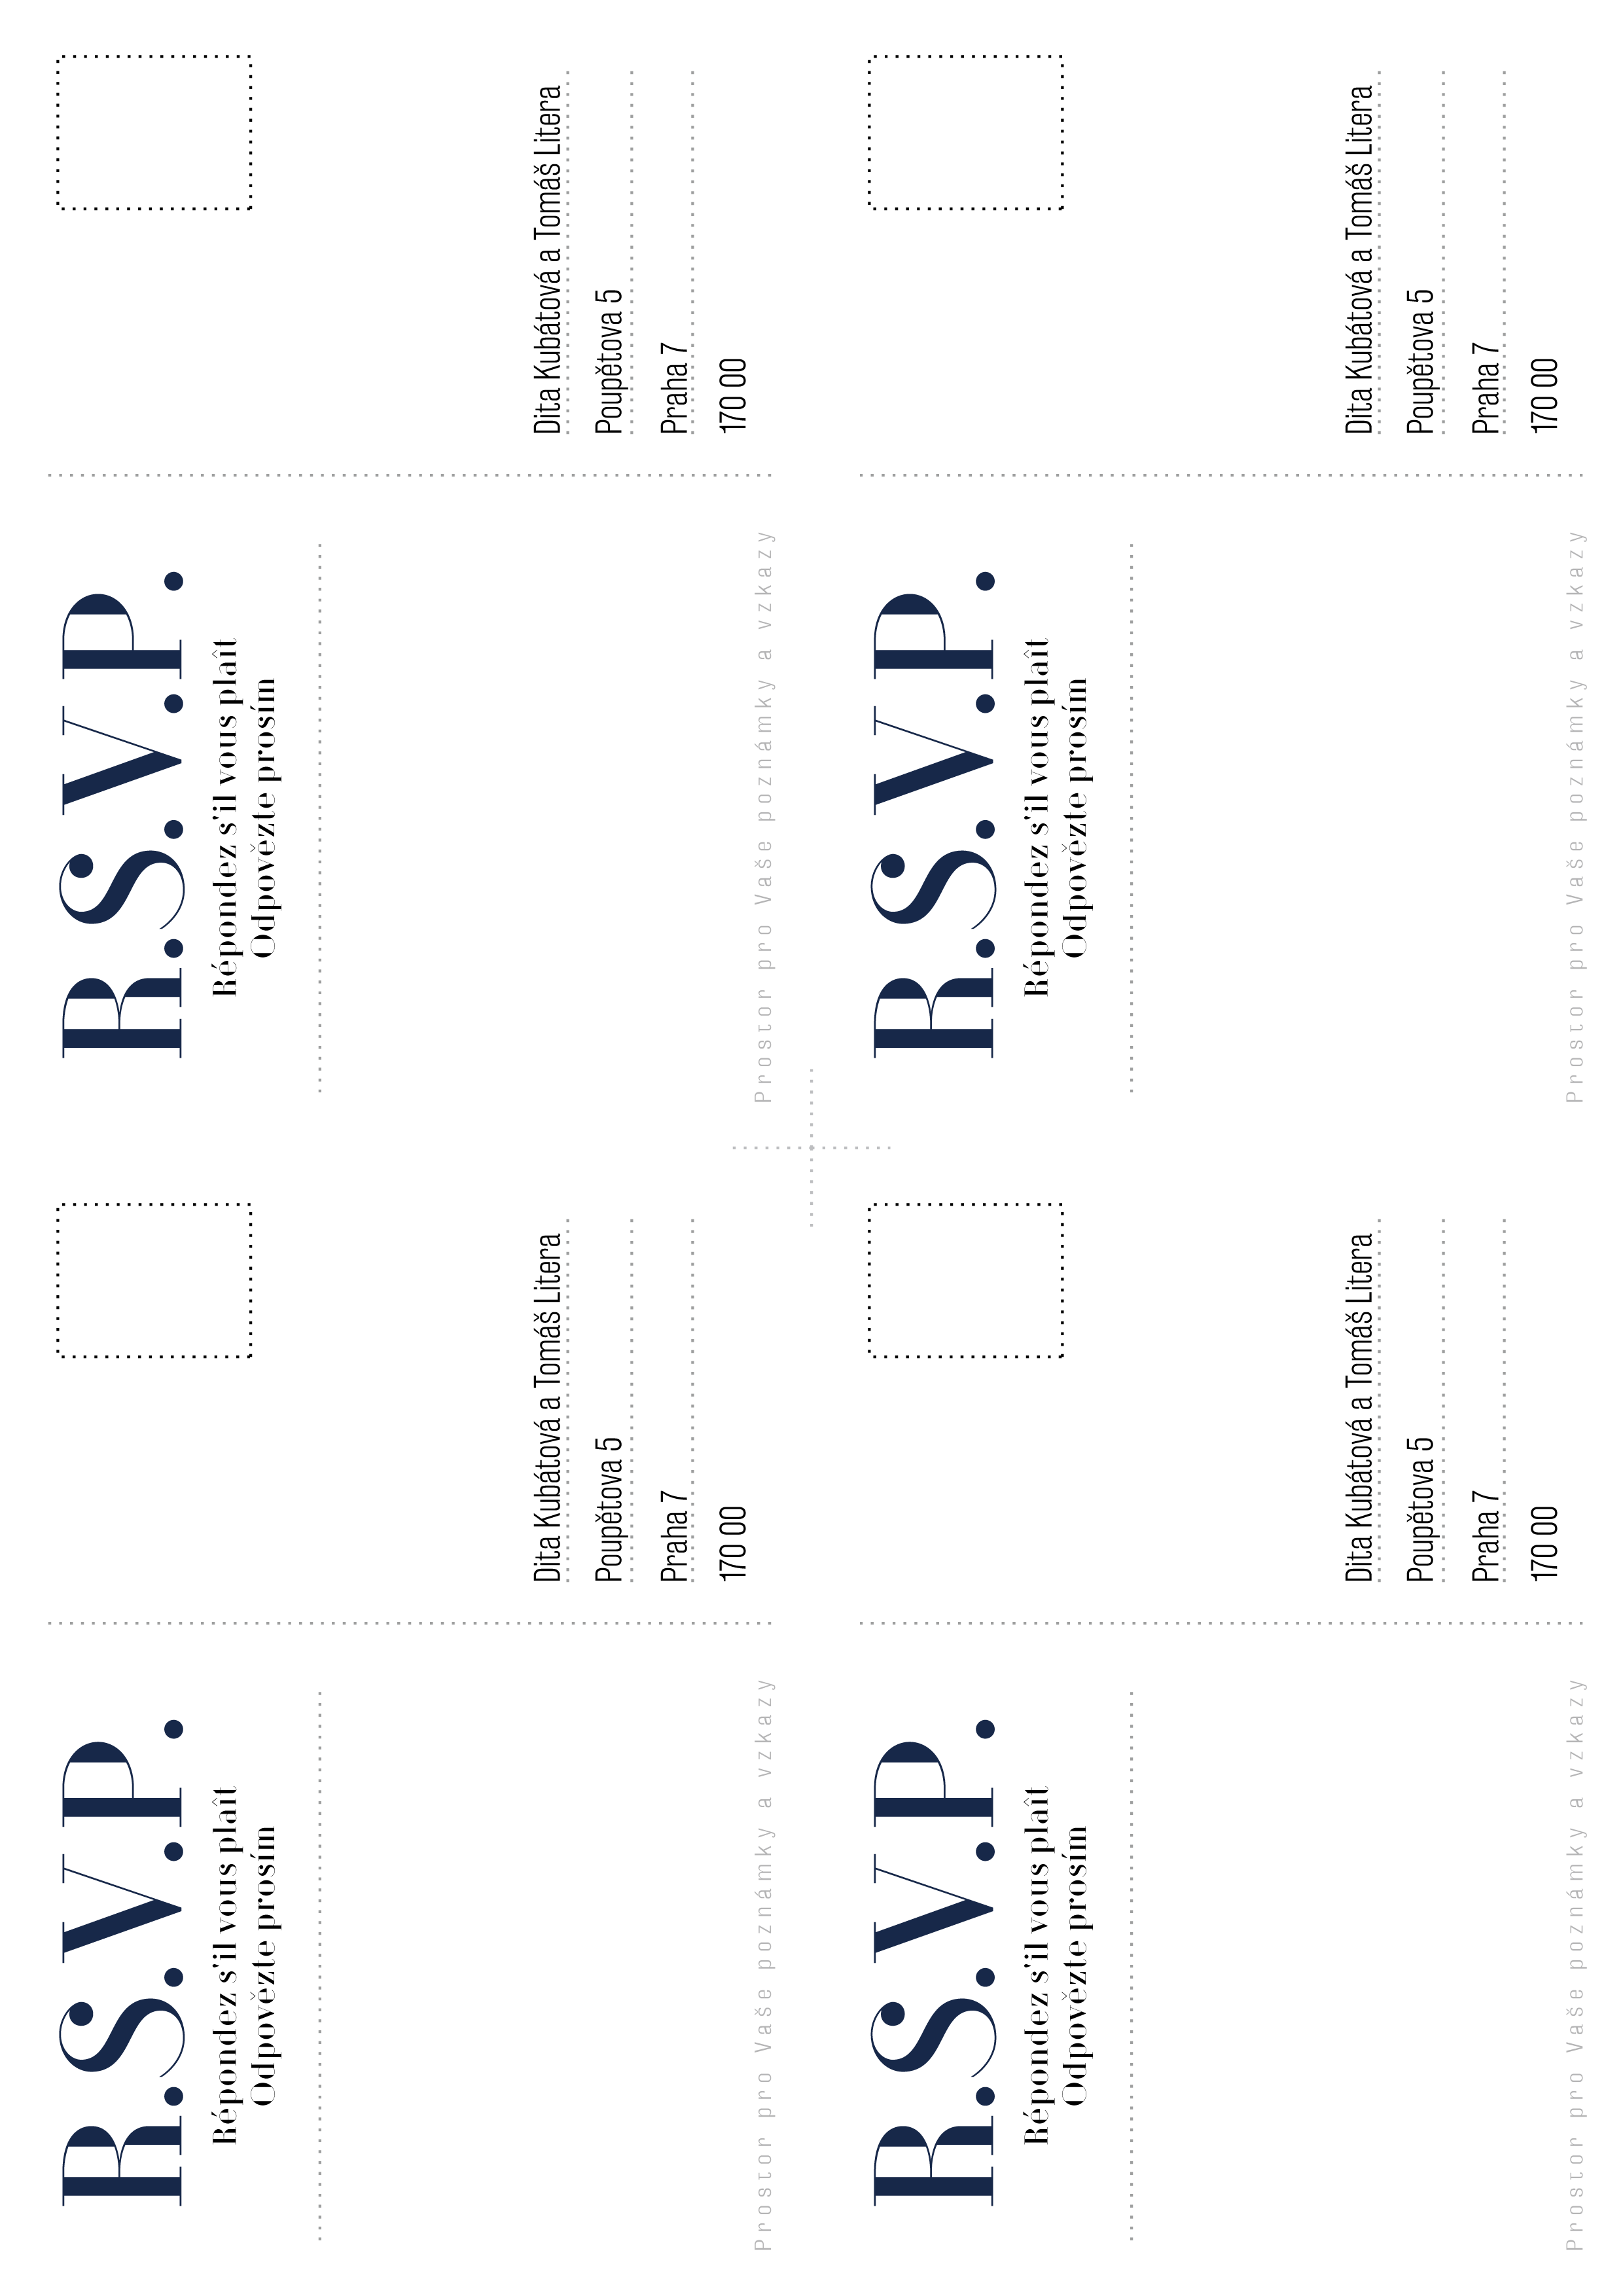 R.S.V.P.
Répondez s'il vous plaît
Odpovězte prosím
Prostor pro Vaše poznámky a vzkazy
Dita Kubátová a Tomáš Litera
Poupětova 5
Praha 7
170 00
R.S.V.P.
Répondez s'il vous plaît
Odpovězte prosím
Prostor pro Vaše poznámky a vzkazy
Dita Kubátová a Tomáš Litera
Poupětova 5
Praha 7
170 00
R.S.V.P.
Répondez s'il vous plaît
Odpovězte prosím
Prostor pro Vaše poznámky a vzkazy
Dita Kubátová a Tomáš Litera
Poupětova 5
Praha 7
170 00
R.S.V.P.
Répondez s'il vous plaît
Odpovězte prosím
Prostor pro Vaše poznámky a vzkazy
Dita Kubátová a Tomáš Litera
Poupětova 5
Praha 7
170 00